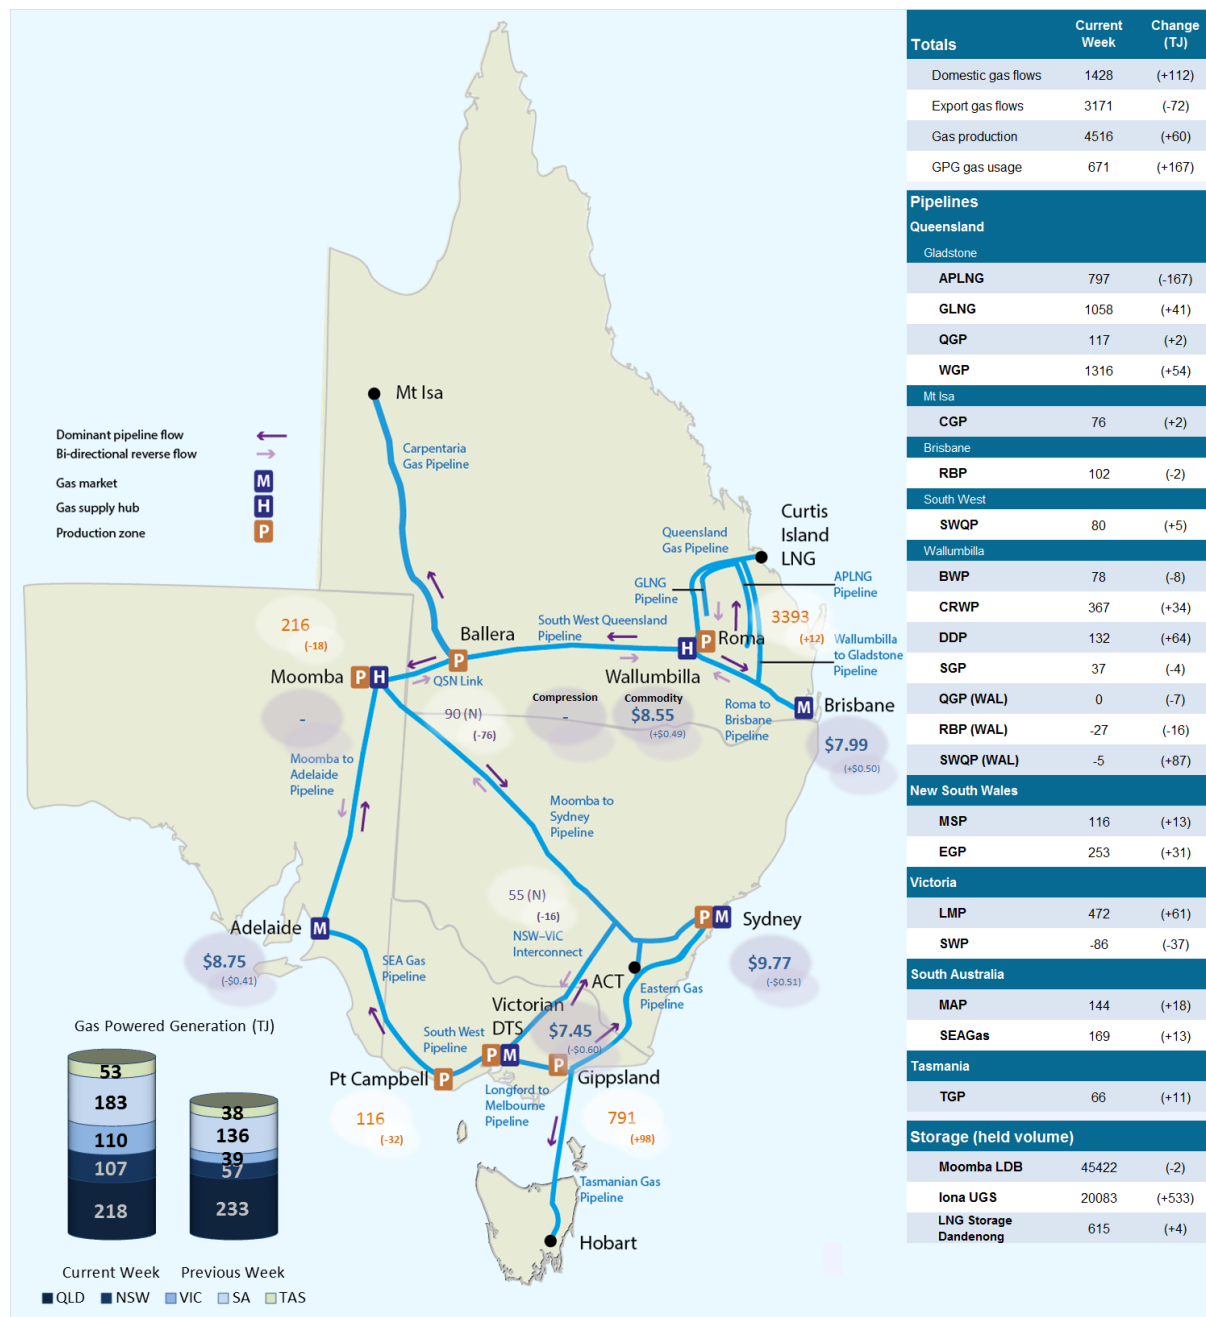 Mt Isa
Dominant pipeline flow
Bi-directional reverse flow
Gas market
M
Gas supply hub
H
Production zone
P
Carpentaria
Gas Pipeline
Curtis
Island
LNG
Queensland
Gas Pipeline
GLNG
Pipeline
APLNG
Pipeline
216
(-18)
Ballera
South West Queensland
Pipeline
3393
(+12)
H
P
Roma
Wallumbilla
to Gladstone
Pipeline
Moomba
P
H
P
QSN Link
Wallumbilla
-
90 (N)
(-76)
Compression
-
Commodity
$8.55
(+$0.49)
Roma to
Brisbane
Pipeline
M
Brisbane
$7.99
(+$0.50)
Moomba to
Adelaide
Pipeline
Moomba to
Sydney
Pipeline
55 (N)
(-16)
NSW–VIC
Interconnect
Adelaide
M
$8.75
(-$0.41)
P
M
Sydney
$9.77
(-$0.51)
SEA Gas
Pipeline
ACT
Eastern Gas
Pipeline
Victorian
DTS
$7.45
(-$0.60)
South West
Pipeline
P
M
Pt Campbell
P
P
Gippsland
Longford to
Melbourne
Pipeline
116
(-32)
791
(+98)
Tasmanian Gas
Pipeline
Hobart
Gas Powered Generation (TJ)
53
183
110
107
218
38
136
39
57
233
Current Week
Previous Week
QLD NSW VIC SA TAS
Totals Current Week Change (TJ)
Domestic gas flows 1428 (+112)
Export gas flows 3171 (-72)
Gas production 4516 (+60)
GPG gas usage 671 (+167)
Pipelines
Queensland
Gladstone
APLNG 797 (-167)
GLNG 1058 (+41)
QGP 117 (+2)
WGP 1316 (+54)
Mt Isa
CGP 76 (+2)
Brisbane
RBP 102 (-2)
South West
SWQP 80 (+5)
Wallumbilla
BWP 78 (-8)
CRWP 367 (+34)
DDP 132 (+64)
SGP 37 (-4)
QGP (WAL) 0 (-7)
RBP (WAL) -27 (-16)
SWQP (WAL) -5 (+87)
New South Wales
MSP 116 (+13)
EGP 253 (+31)
Victoria
LMP 472 (+61)
SWP -86 (-37)
South Australia
MAP 144 (+18)
SEAGas 169 (+13)
Tasmania
TGP 66 (+11)
Storage (held volume)
Moomba LDB 45422 (-2)
Iona UGS 20083 (+533)
LNG Storage
Dandenong 615 (+4)